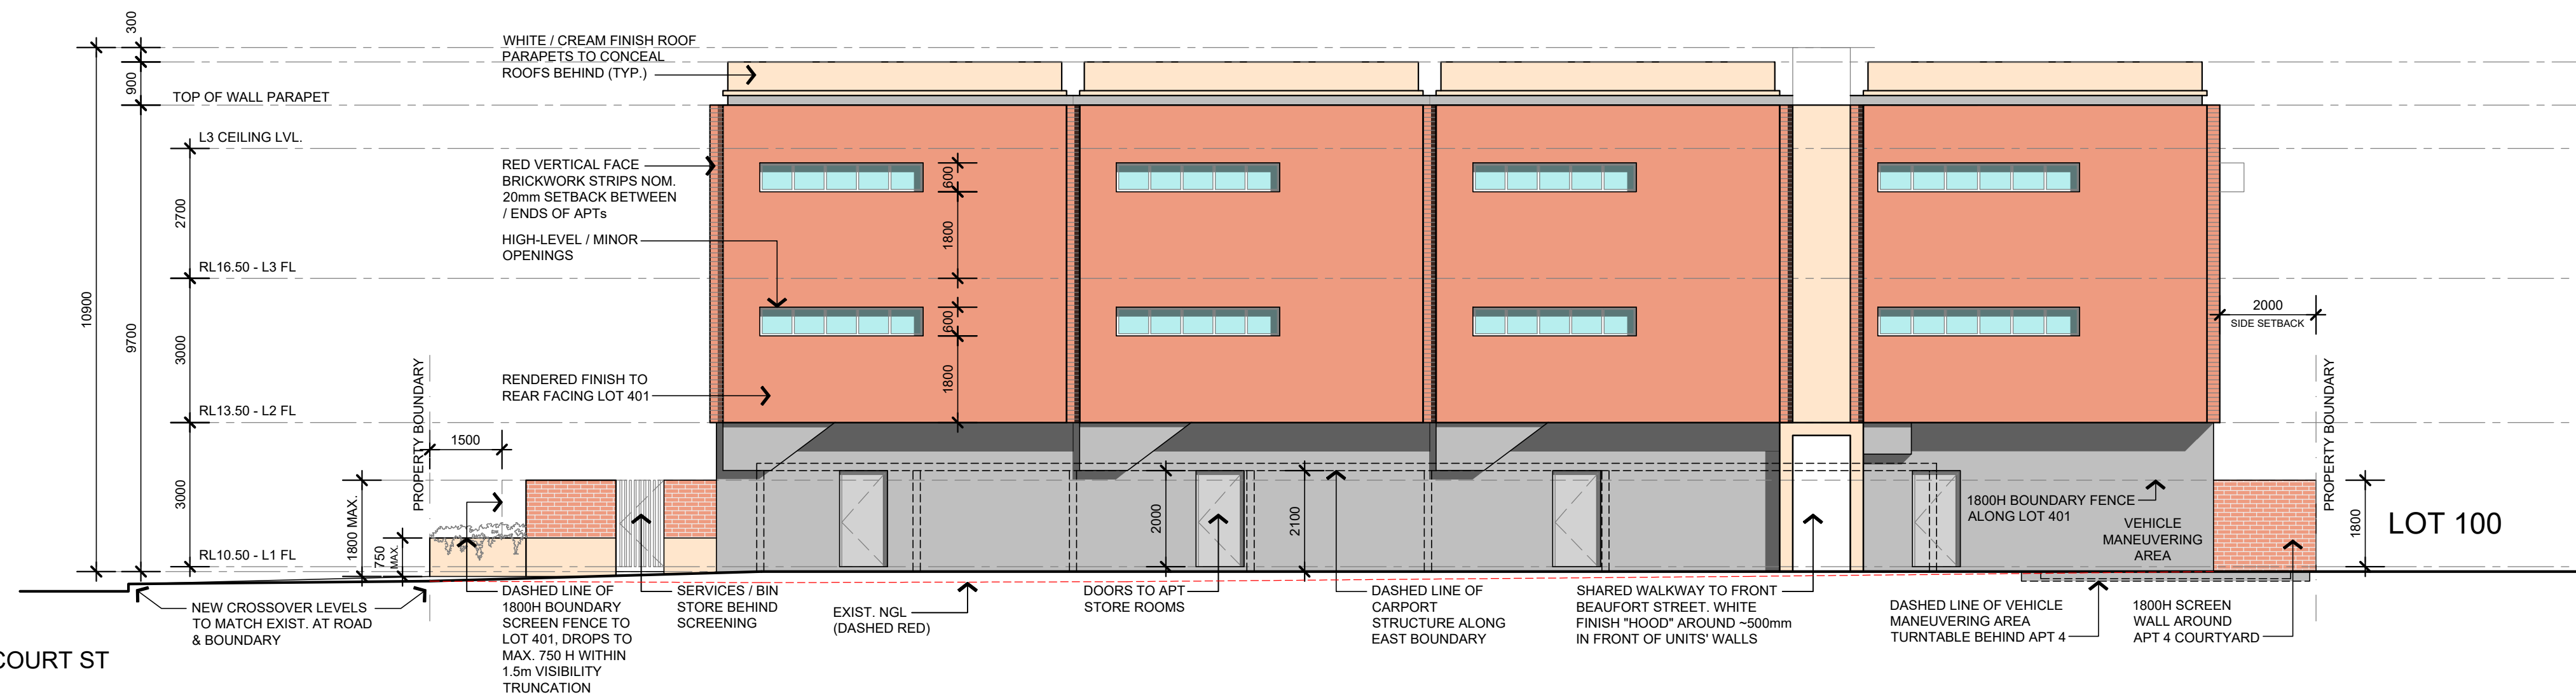 300
900
10900
9700
2700
3000
3000
TOP OF WALL PARAPET
L3 CEILING LVL.
RL16.50 - L3 FL
RL13.50 - L2 FL
RL10.50 - L1 FL
WHITE / CREAM FINISH ROOF
PARAPETS TO CONCEAL
ROOFS BEHIND (TYP.)
RED VERTICAL FACE
BRICKWORK STRIPS NOM.
20mm SETBACK BETWEEN
/ ENDS OF APTs
HIGH-LEVEL / MINOR
OPENINGS
RENDERED FINISH TO
REAR FACING LOT 401
600
1800
600
1800
PROPERTY BOUNDARY
1500
1800 MAX.
750
MAX.
2000
2100
2000
SIDE SETBACK
PROPERTY BOUNDARY
1800H BOUNDARY FENCE
ALONG LOT 401
VEHICLE
MANEUVERING
AREA
1800
LOT 100
NEW CROSSOVER LEVELS
TO MATCH EXIST. AT ROAD
& BOUNDARY
COURT ST
DASHED LINE OF
1800H BOUNDARY
SCREEN FENCE TO
LOT 401, DROPS TO
MAX. 750 H WITHIN
1.5m VISIBILITY
TRUNCATION
SERVICES / BIN
STORE BEHIND
SCREENING
EXIST. NGL
(DASHED RED)
DOORS TO APT
STORE ROOMS
DASHED LINE OF
CARPORT
STRUCTURE ALONG
EAST BOUNDARY
SHARED WALKWAY TO FRONT
BEAUFORT STREET. WHITE
FINISH "HOOD" AROUND ~500mm
IN FRONT OF UNITS' WALLS
DASHED LINE OF VEHICLE
MANEUVERING AREA
TURNTABLE BEHIND APT 4
1800H SCREEN
WALL AROUND
APT 4 COURTYARD